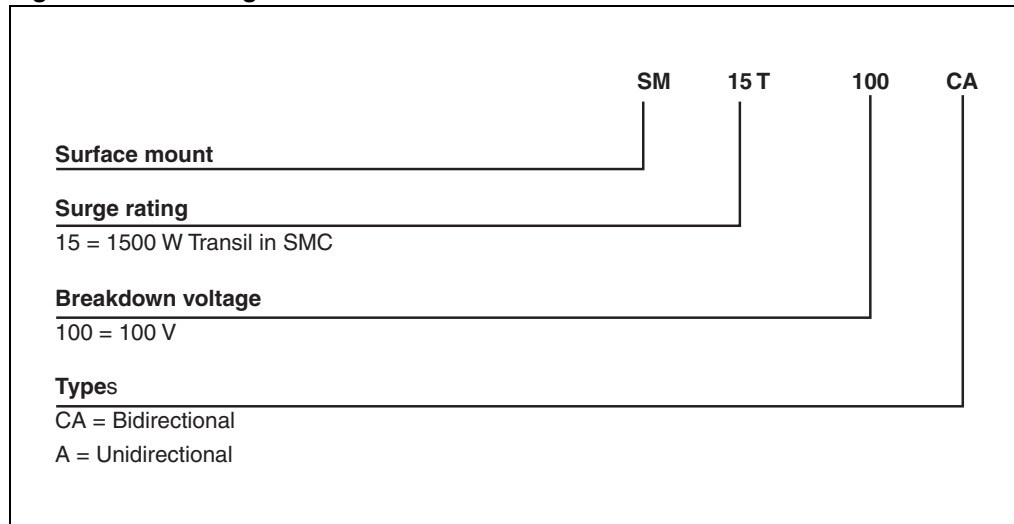 SM 15 T 100 CA
Surface mount
Surge rating
15 = 1500 W Transil in SMC
Breakdown voltage
100 = 100 V
Types
CA = Bidirectional
A = Unidirectional